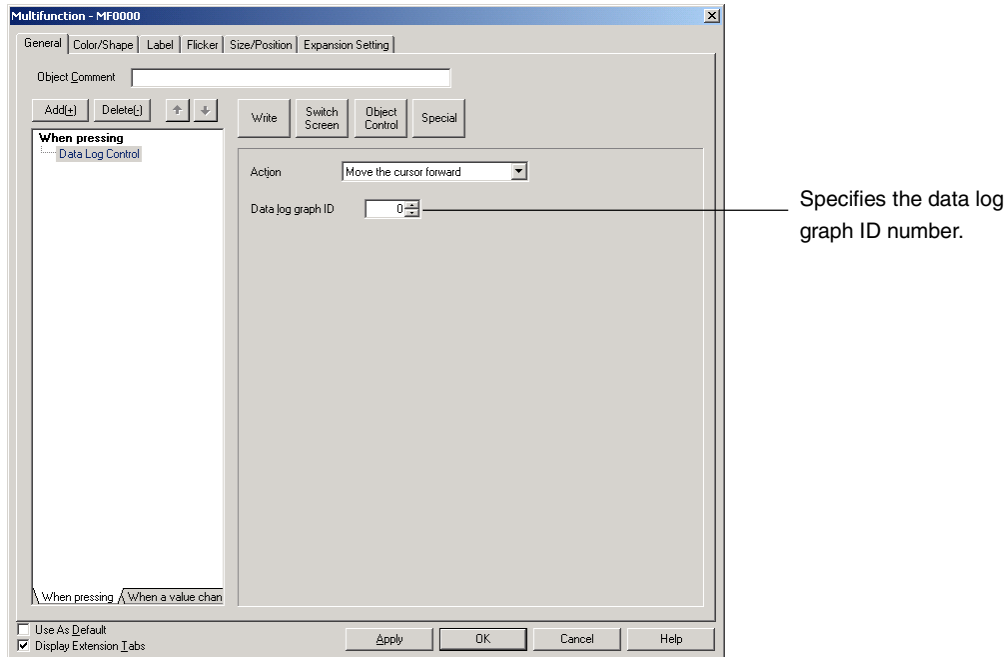 Multifunction - MF0000
General Color/Shape Label Flicker Size/Position Expansion Setting
Object Comment
Add(+) Delete(-)
Write Switch Screen Object Control Special
When pressing
Data Log Control
Action Move the cursor forward
Data log graph ID 0
Specifies the data log
graph ID number.
When pressing When a value chan
Use As Default
Display Extension Tabs
Apply OK Cancel Help